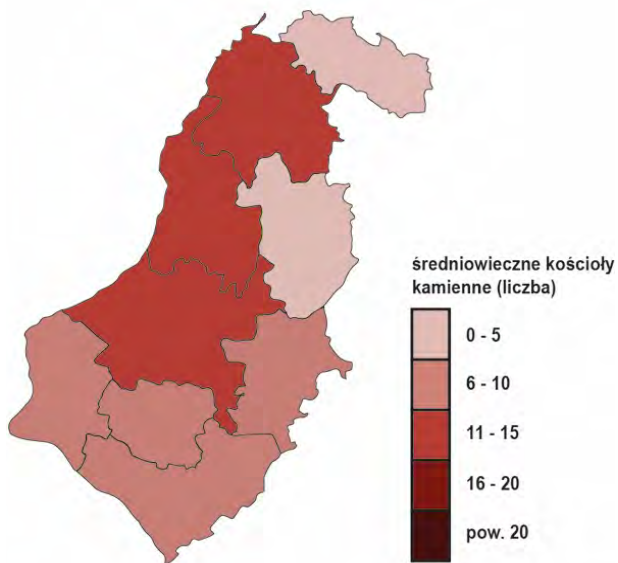 średniowieczne kościoły
kamienne (liczba)
0 - 5
6 - 10
11 - 15
16 - 20
pow. 20